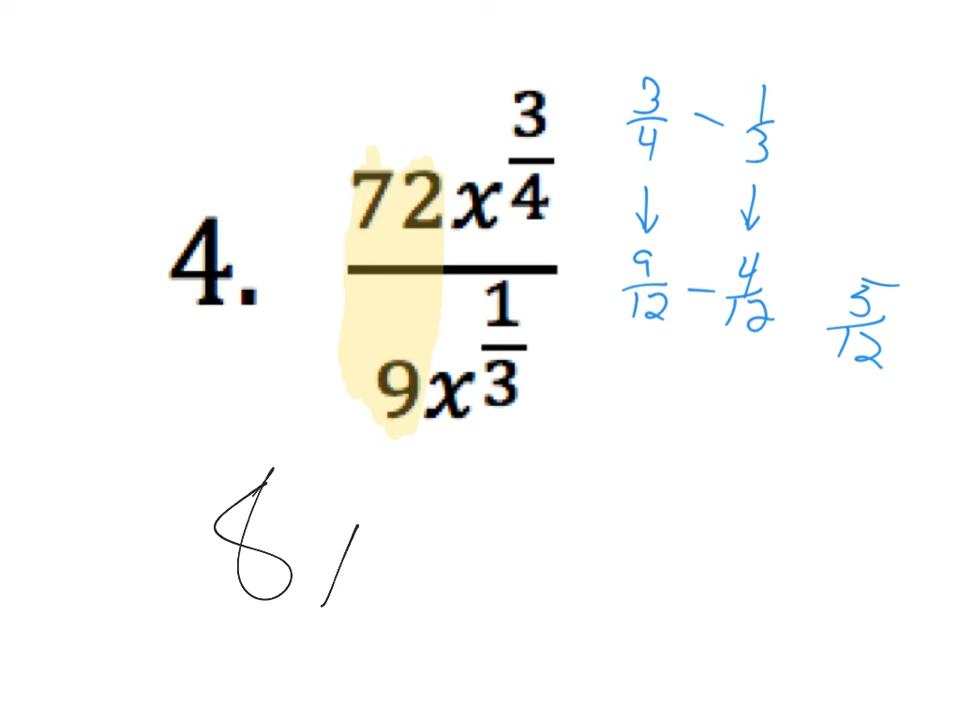 4. 72x^(3/4) / 9x^(1/3)
3/4 - 1/3
↓ ↓
9/12 - 4/12 5/12
8 /